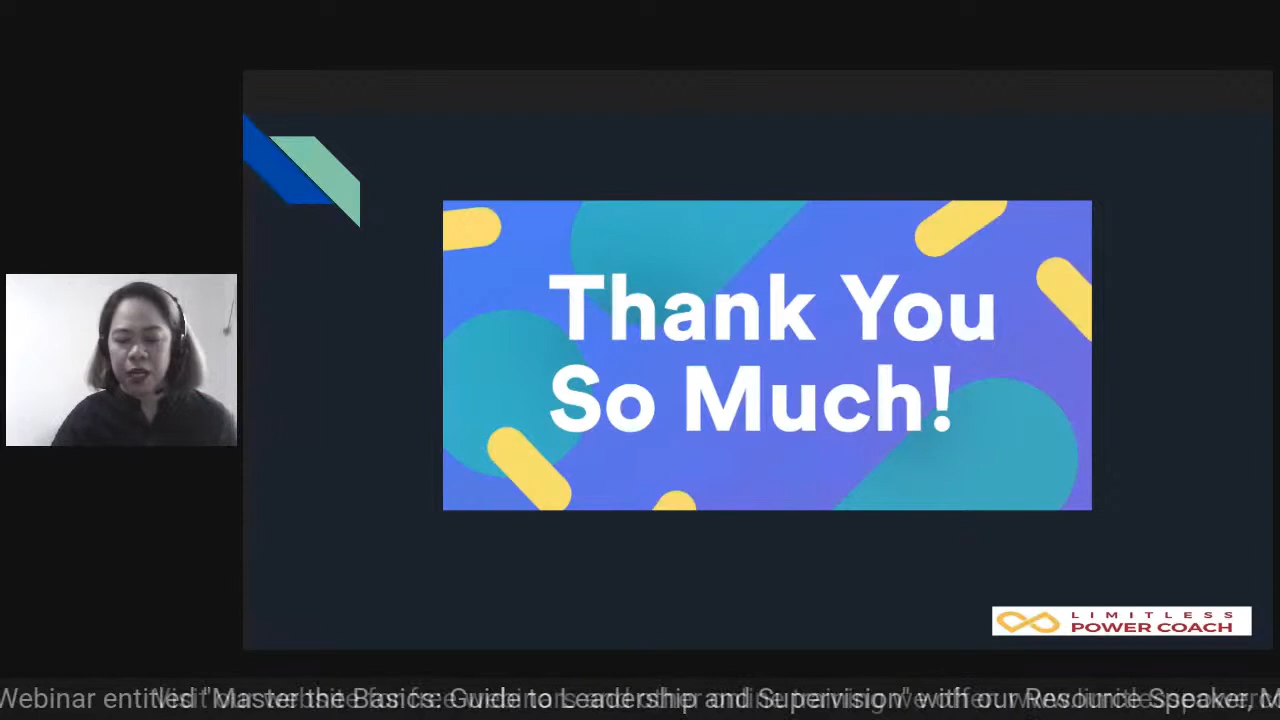 Thank You
So Much!
LIMITLESS
POWER COACH
Webinar entitled "Master the Basics: Guide to Leadership and Supervision" with our Resource Speaker, M